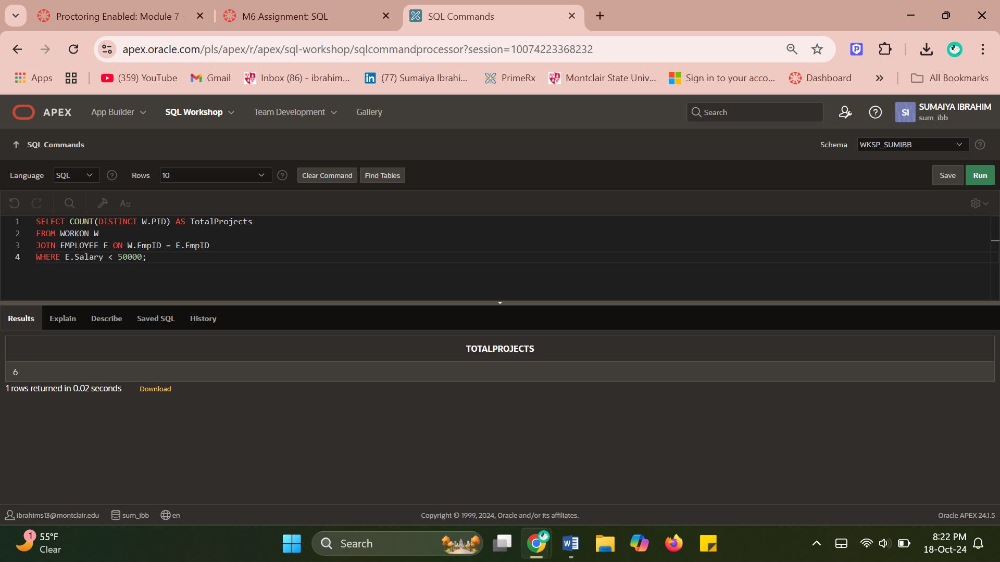 Proctoring Enabled: Module 7 -
M6 Assignment: SQL
SQL Commands
apex.oracle.com/pls/apex/r/apex/sql-workshop/sqlcommandprocessor?session=10074223368232
Apps
(359) YouTube
Gmail
Inbox (86) - ibrahim...
(77) Sumaiya Ibrahi...
PrimeRx
Montclair State Univ...
Sign in to your acco...
Dashboard
All Bookmarks
APEX
App Builder
SQL Workshop
Team Development
Gallery
Search
SI
SUMAIYA IBRAHIM
sum_ibb
SQL Commands
Schema
WKSP_SUMIBB
Language
SQL
Rows
10
Clear Command
Find Tables
Save
Run
1 SELECT COUNT(DISTINCT W.PID) AS TotalProjects
2 FROM WORKON W
3 JOIN EMPLOYEE E ON W.EmpID = E.EmpID
4 WHERE E.Salary < 50000;
Results
Explain
Describe
Saved SQL
History
TOTALPROJECTS
6
1 rows returned in 0.02 seconds
Download
ibrahims13@montclair.edu
sum_ibb
en
Copyright © 1999, 2024, Oracle and/or its affiliates.
Oracle APEX 24.1.5
1
55°F
Clear
Search
8:22 PM
18-Oct-24